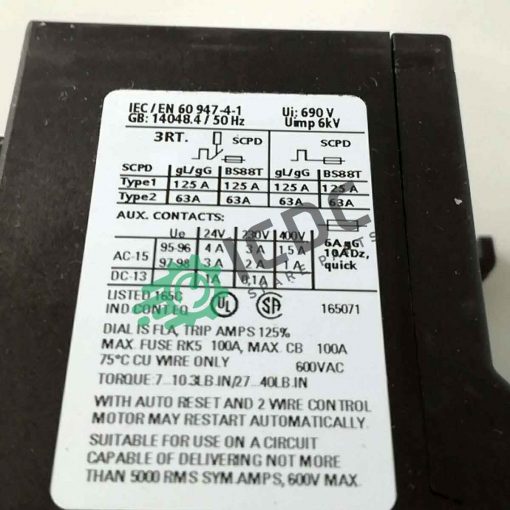 IEC/EN 60 947-4-1 Ui; 690 V
GB: 14048.4/50 Hz Uimp 6kV
3RT. SCPD SCPD
SCPD gL/gG BS88T gL/gG BS88T
Type1 125 A 125 A 125 A 125 A
Type2 63A 63A 63A 63A
AUX. CONTACTS:
Ue 24V 230V 400V
AC-15 95-96 4 A 3 A 1.5 A 6A gG
97-98 3 A 2 A 1 A 10A Dz,
quick
DC-13 0,1A
ICDC
SPARE PARTS
LISTED 165C UL SA
IND CONT EQ 165071
DIAL IS FLA, TRIP AMPS 125%
MAX. FUSE RK5 100A, MAX. CB 100A
75°C CU WIRE ONLY 600VAC
TORQUE:7...10.3LB.IN/27...40LB.IN
WITH AUTO RESET AND 2 WIRE CONTROL
MOTOR MAY RESTART AUTOMATICALLY.
SUITABLE FOR USE ON A CIRCUIT
CAPABLE OF DELIVERING NOT MORE
THAN 5000 RMS SYM.AMPS, 600V MAX.